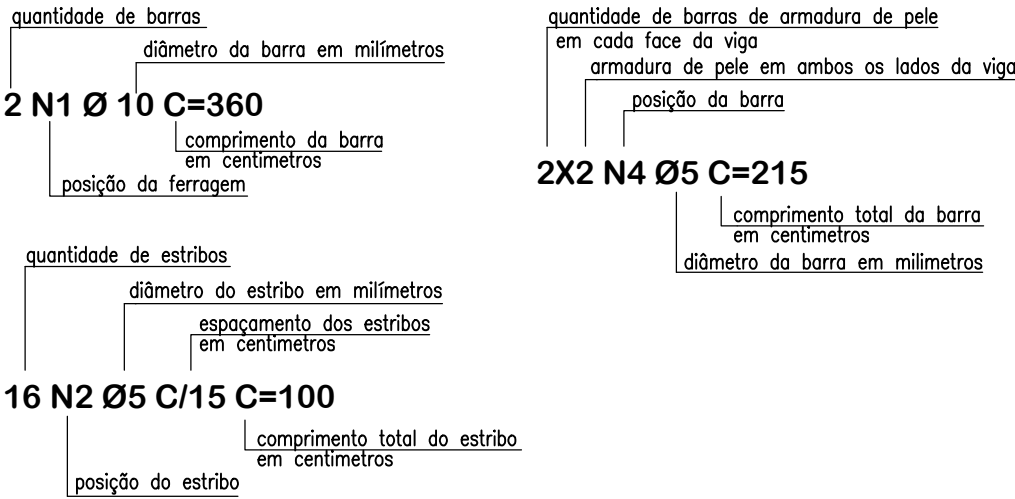 quantidade de barras
diâmetro da barra em milímetros
2 N1 Ø 10 C=360
comprimento da barra
em centimetros
posição da ferragem
quantidade de barras de armadura de pele
em cada face da viga
armadura de pele em ambos os lados da viga
posição da barra
2X2 N4 Ø5 C=215
comprimento total da barra
em centimetros
diâmetro da barra em milimetros
quantidade de estribos
diâmetro do estribo em milímetros
espaçamento dos estribos
em centimetros
16 N2 Ø5 C/15 C=100
comprimento total do estribo
em centimetros
posição do estribo